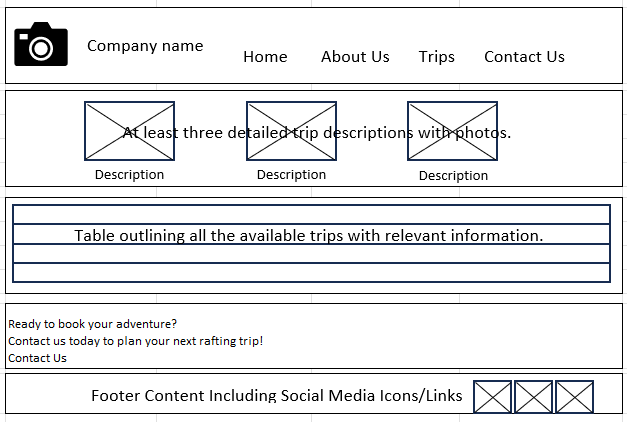 Company name
Home About Us Trips Contact Us
At least three detailed trip descriptions with photos.
Description Description Description
Table outlining all the available trips with relevant information.
Ready to book your adventure?
Contact us today to plan your next rafting trip!
Contact Us
Footer Content Including Social Media Icons/Links